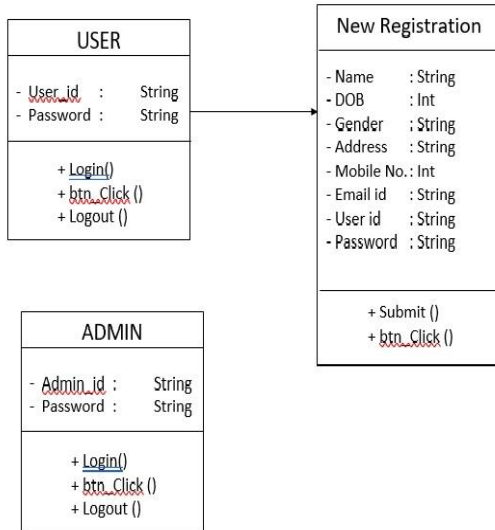 USER
- User_id : String
- Password : String
+ Login()
+ btn_Click ()
+ Logout ()
New Registration
- Name : String
- DOB : Int
- Gender : String
- Address : String
- Mobile No. : Int
- Email id : String
- User id : String
- Password : String
+ Submit ()
+ btn_Click ()
ADMIN
- Admin_id : String
- Password : String
+ Login()
+ btn_Click ()
+ Logout ()